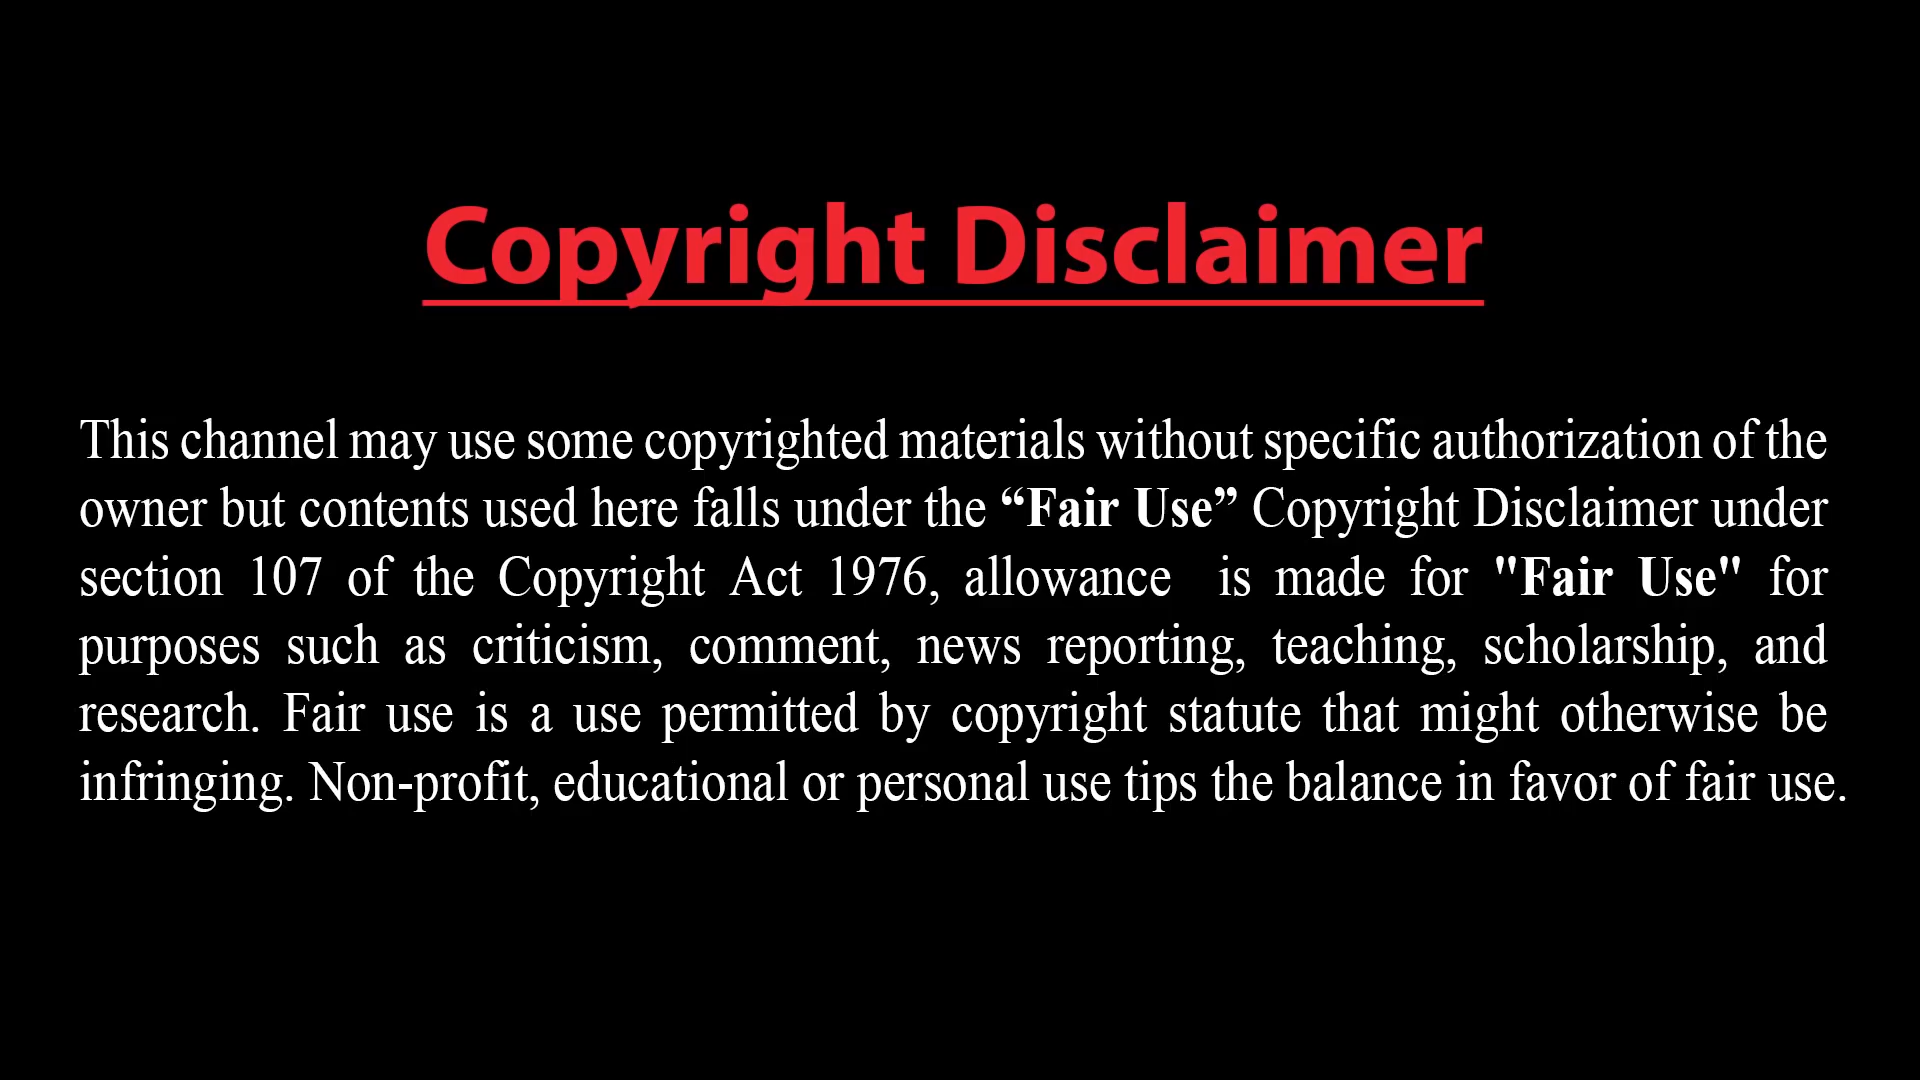 Copyright Disclaimer
This channel may use some copyrighted materials without specific authorization of the
owner but contents used here falls under the “Fair Use” Copyright Disclaimer under
section 107 of the Copyright Act 1976, allowance  is made for "Fair Use" for
purposes such as criticism, comment, news reporting, teaching, scholarship, and
research. Fair use is a use permitted by copyright statute that might otherwise be
infringing. Non-profit, educational or personal use tips the balance in favor of fair use.